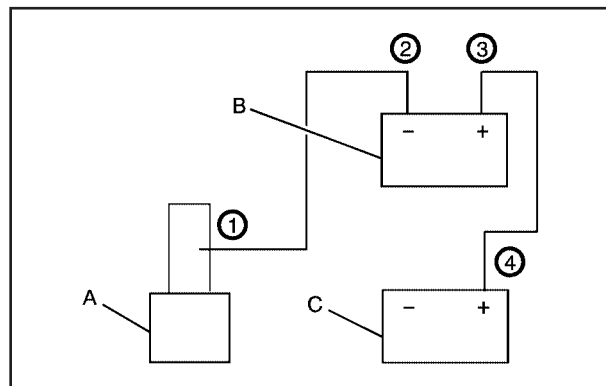 ② ③
B
− +
①
④
A
C
− +